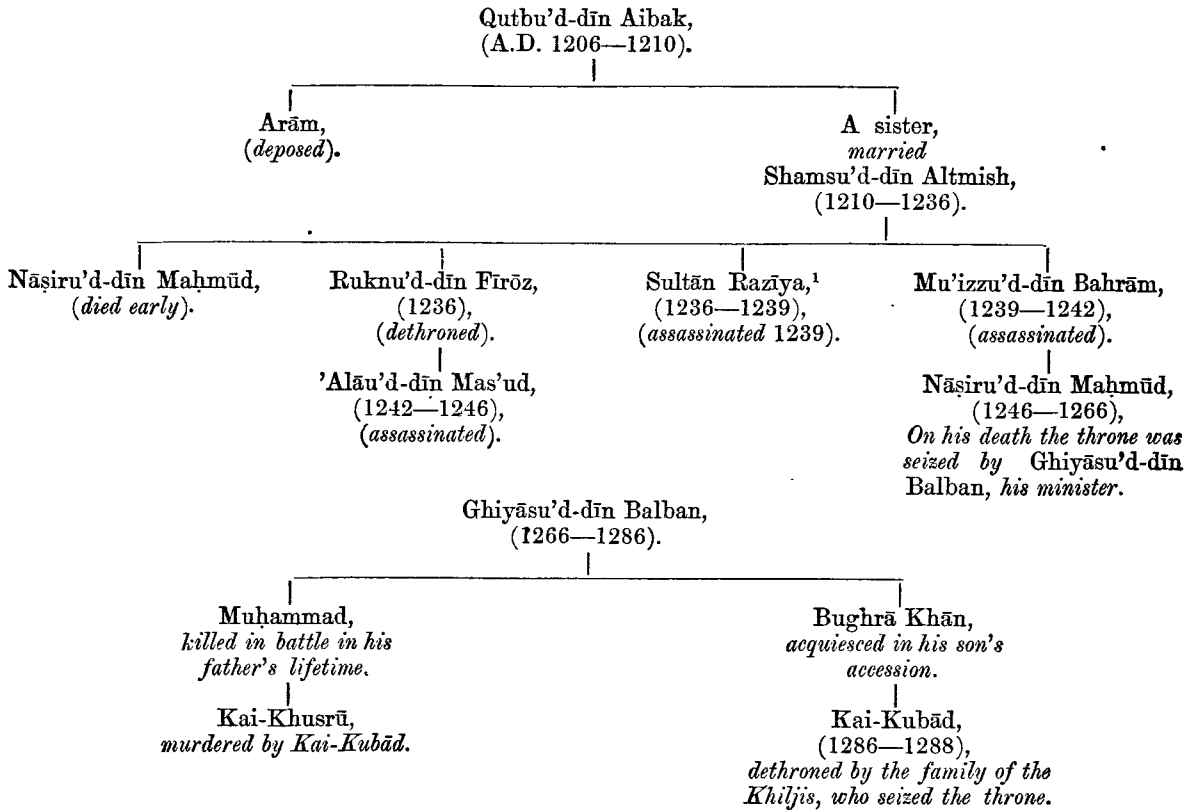 Qutbu’d-dīn Aibak,
(A.D. 1206—1210).
Arām,
(deposed).
A sister,
married
Shamsu’d-dīn Altmish,
(1210—1236).
Nāṣiru’d-dīn Maḥmūd,
(died early).
Ruknu’d-dīn Fīrōz,
(1236),
(dethroned).
’Alāu’d-dīn Mas’ud,
(1242—1246),
(assassinated).
Sultān Razīya,¹
(1236—1239),
(assassinated 1239).
Mu’izzu’d-dīn Bahrām,
(1239—1242),
(assassinated).
Nāṣiru’d-dīn Maḥmūd,
(1246—1266),
On his death the throne was
seized by Ghiyāsu’d-dīn
Balban, his minister.
Ghiyāsu’d-dīn Balban,
(1266—1286).
Muḥammad,
killed in battle in his
father’s lifetime.
Kai-Khusrū,
murdered by Kai-Kubād.
Bughrā Khān,
acquiesced in his son’s
accession.
Kai-Kubād,
(1286—1288),
dethroned by the family of the
Khiljis, who seized the throne.